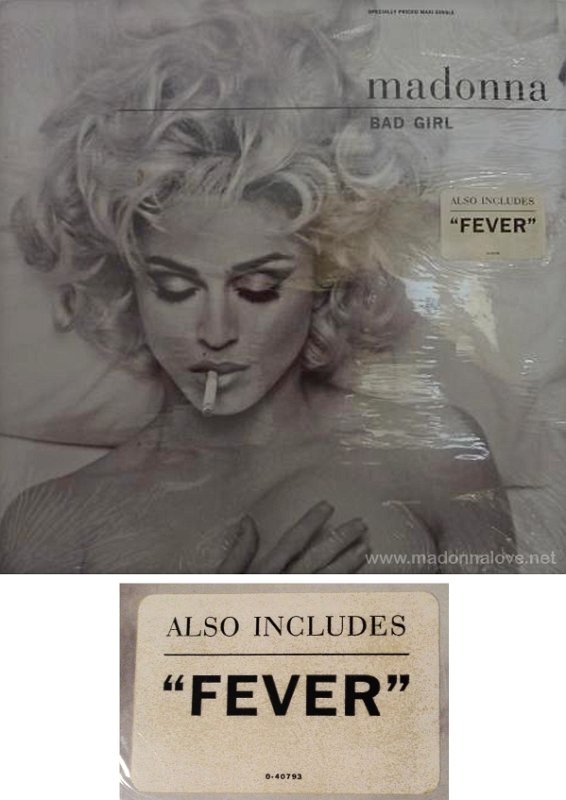 SPECIALLY PRICED MAXI-SINGLE
madonna
BAD GIRL
ALSO INCLUDES
"FEVER"
www.madonnalove.net
ALSO INCLUDES
“FEVER”
0-40793